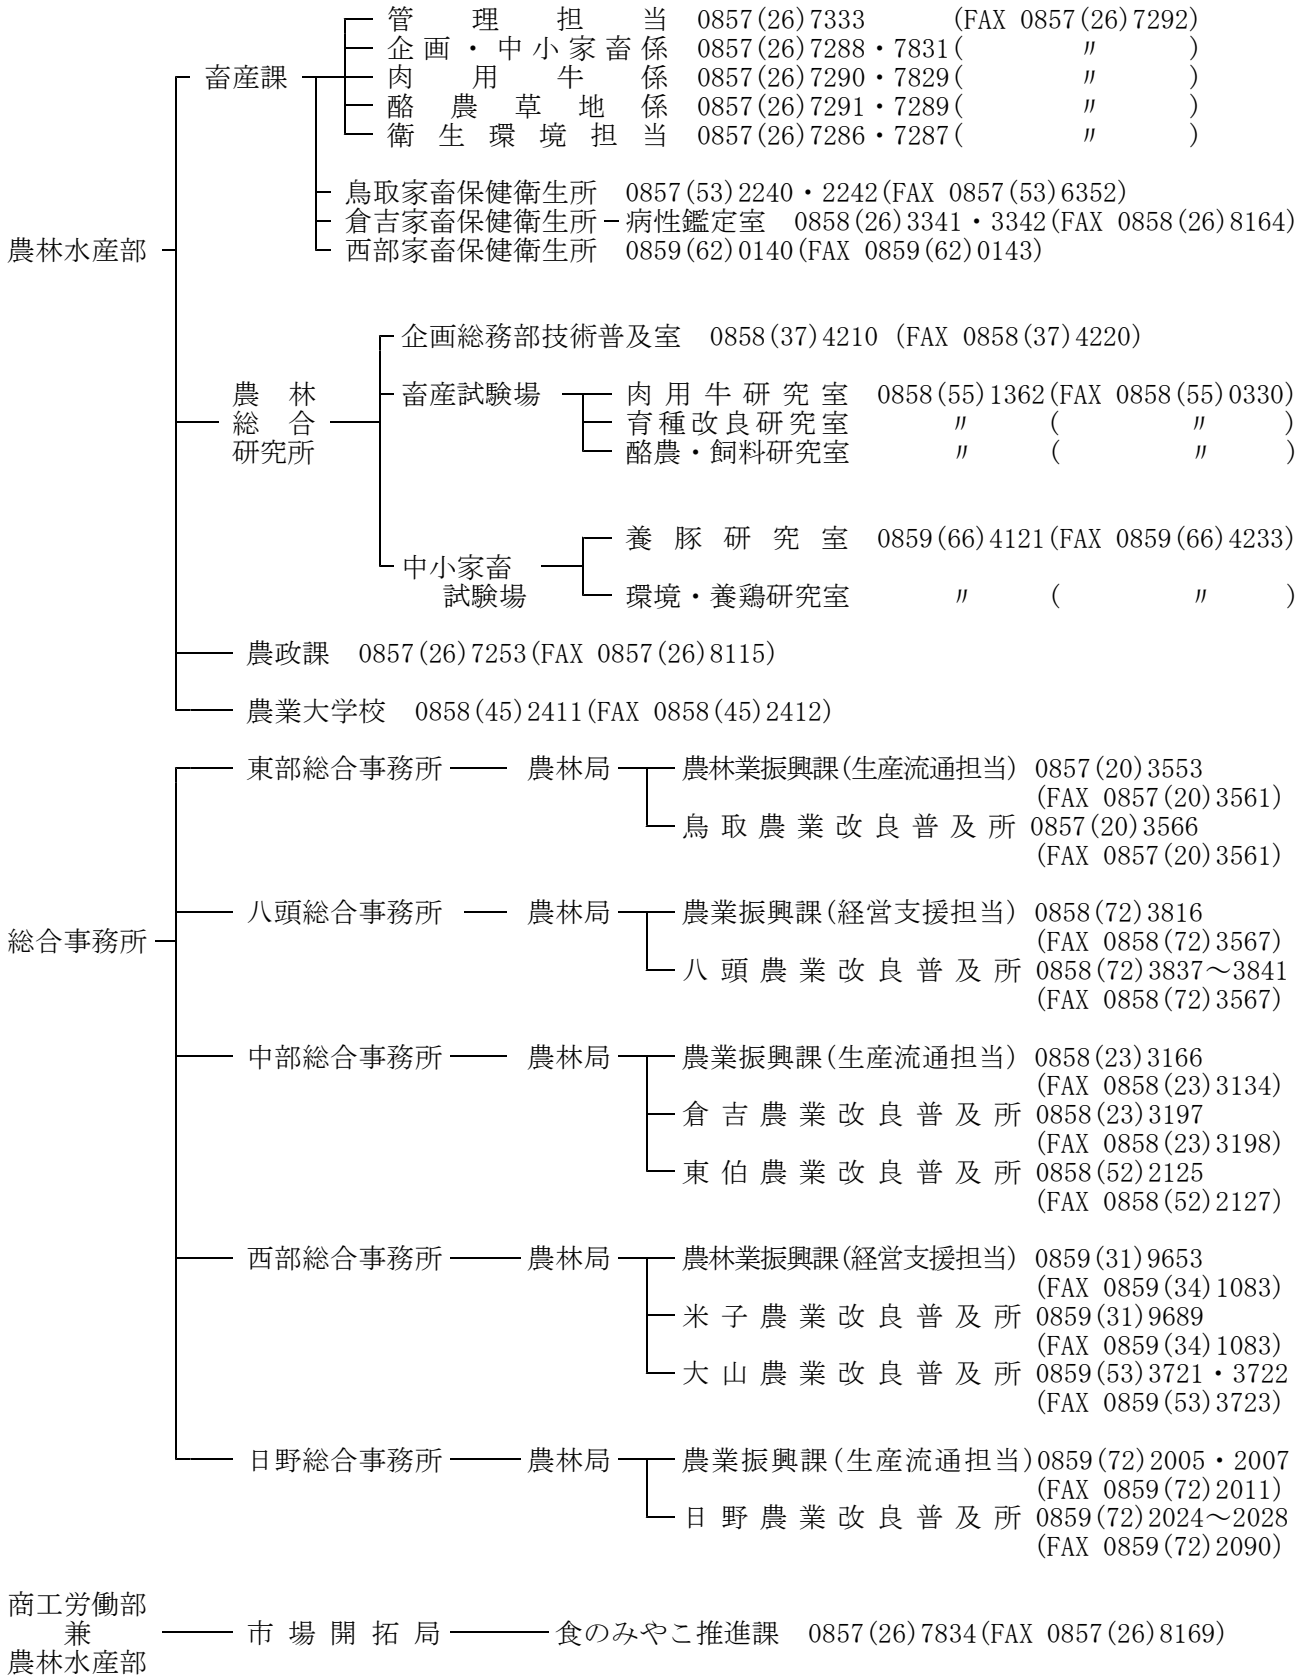 管理担当 0857(26)7333 (FAX 0857(26)7292)
企画・中小家畜係 0857(26)7288・7831( 〃 )
畜産課 肉用牛係 0857(26)7290・7829( 〃 )
酪農草地係 0857(26)7291・7289( 〃 )
衛生環境担当 0857(26)7286・7287( 〃 )
鳥取家畜保健衛生所 0857(53)2240・2242(FAX 0857(53)6352)
倉吉家畜保健衛生所－病性鑑定室 0858(26)3341・3342(FAX 0858(26)8164)
農林水産部 西部家畜保健衛生所 0859(62)0140(FAX 0859(62)0143)
企画総務部技術普及室 0858(37)4210 (FAX 0858(37)4220)
農林 畜産試験場 肉用牛研究室 0858(55)1362(FAX 0858(55)0330)
総合 育種改良研究室 〃 ( 〃 )
研究所 酪農・飼料研究室 〃 ( 〃 )
養豚研究室 0859(66)4121(FAX 0859(66)4233)
中小家畜
試験場 環境・養鶏研究室 〃 ( 〃 )
農政課 0857(26)7253(FAX 0857(26)8115)
農業大学校 0858(45)2411(FAX 0858(45)2412)
東部総合事務所 農林局 農林業振興課(生産流通担当) 0857(20)3553
(FAX 0857(20)3561)
鳥取農業改良普及所 0857(20)3566
(FAX 0857(20)3561)
八頭総合事務所 農林局 農業振興課(経営支援担当) 0858(72)3816
総合事務所 (FAX 0858(72)3567)
八頭農業改良普及所 0858(72)3837～3841
(FAX 0858(72)3567)
中部総合事務所 農林局 農業振興課(生産流通担当) 0858(23)3166
(FAX 0858(23)3134)
倉吉農業改良普及所 0858(23)3197
(FAX 0858(23)3198)
東伯農業改良普及所 0858(52)2125
(FAX 0858(52)2127)
西部総合事務所 農林局 農林業振興課(経営支援担当) 0859(31)9653
(FAX 0859(34)1083)
米子農業改良普及所 0859(31)9689
(FAX 0859(34)1083)
大山農業改良普及所 0859(53)3721・3722
(FAX 0859(53)3723)
日野総合事務所 農林局 農業振興課(生産流通担当)0859(72)2005・2007
(FAX 0859(72)2011)
日野農業改良普及所 0859(72)2024～2028
(FAX 0859(72)2090)
商工労働部
兼 市場開拓局 食のみやこ推進課 0857(26)7834(FAX 0857(26)8169)
農林水産部